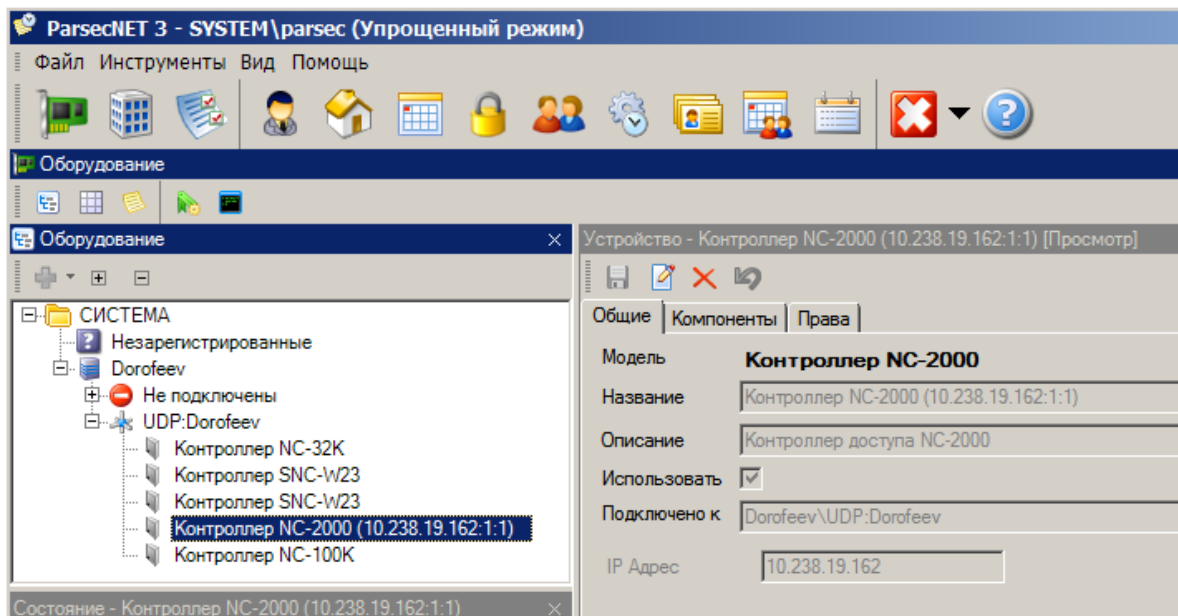 ParsecNET 3 - SYSTEM\parsec (Упрощенный режим)
Файл Инструменты Вид Помощь
Оборудование
Оборудование
СИСТЕМА
Незарегистрированные
Dorofeev
Не подключены
UDP:Dorofeev
Контроллер NC-32K
Контроллер SNC-W23
Контроллер SNC-W23
Контроллер NC-2000 (10.238.19.162:1:1)
Контроллер NC-100K
Состояние - Контроллер NC-2000 (10.238.19.162:1:1)
Устройство - Контроллер NC-2000 (10.238.19.162:1:1) [Просмотр]
Общие Компоненты Права
Модель Контроллер NC-2000
Название Контроллер NC-2000 (10.238.19.162:1:1)
Описание Контроллер доступа NC-2000
Использовать
Подключено к Dorofeev\UDP:Dorofeev
IP Адрес 10.238.19.162